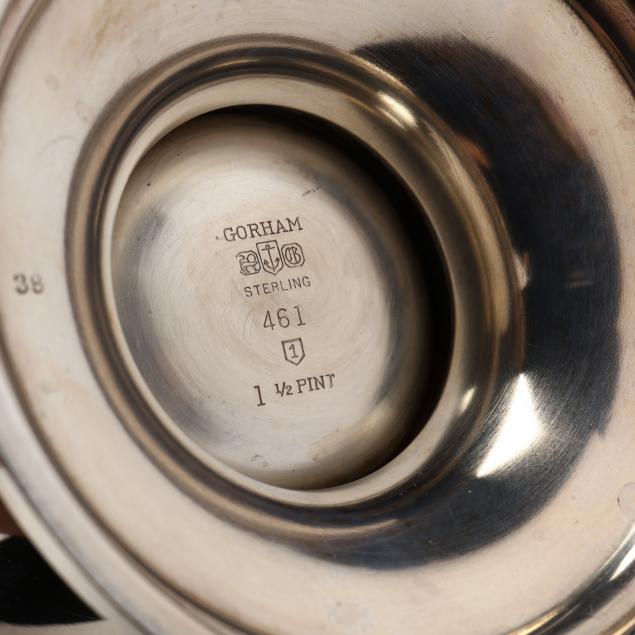 GORHAM
G
STERLING
461
1
1 ½ PINT
38